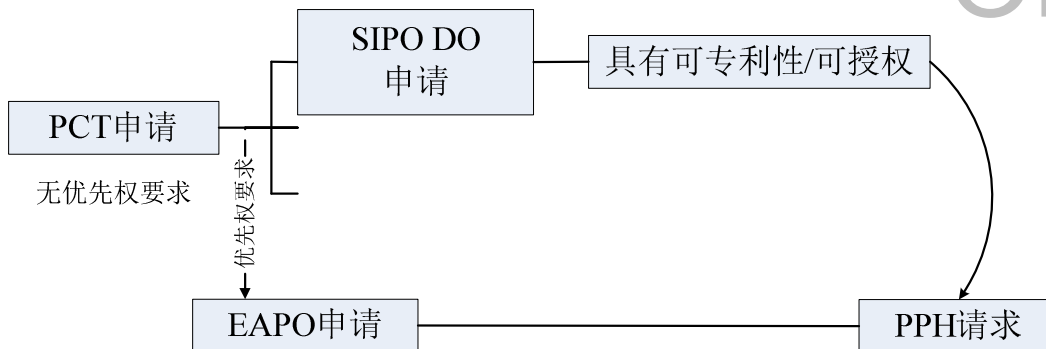 SIPO DO
申请
具有可专利性/可授权
PCT申请
无优先权要求
优先权要求
EAPO申请
PPH请求